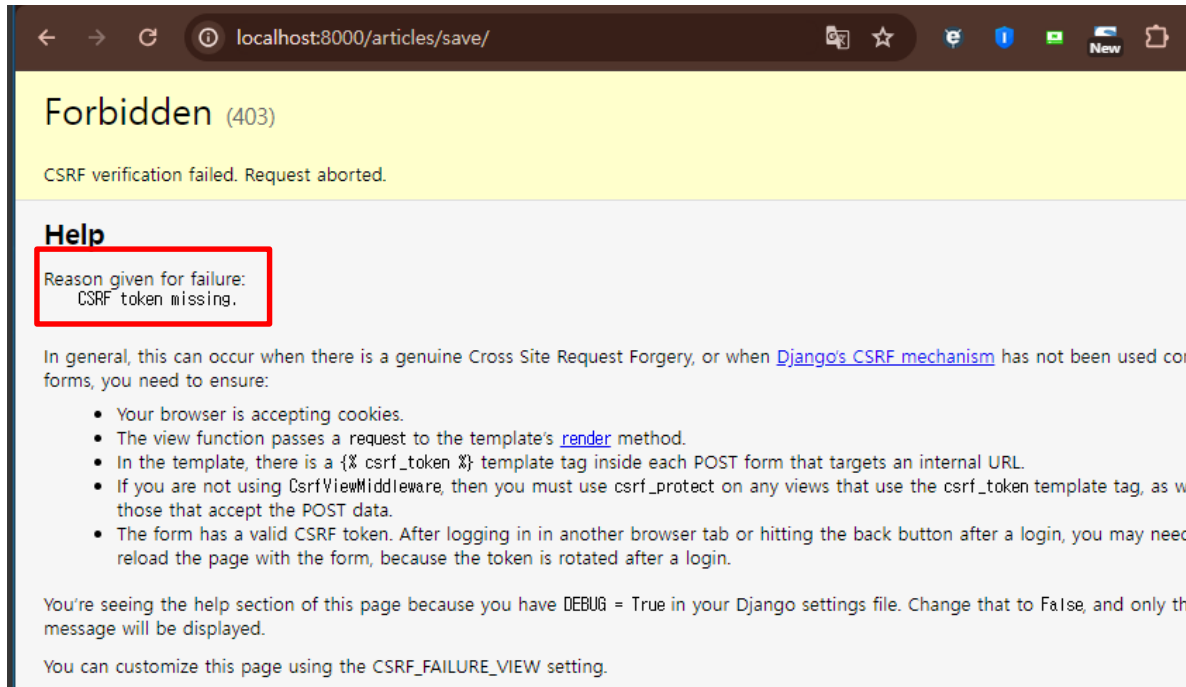 localhost:8000/articles/save/
New
Forbidden (403)
CSRF verification failed. Request aborted.
Help
Reason given for failure:
CSRF token missing.
In general, this can occur when there is a genuine Cross Site Request Forgery, or when Django's CSRF mechanism has not been used
forms, you need to ensure:
Your browser is accepting cookies.
The view function passes a request to the template's render method.
In the template, there is a {% csrf_token %} template tag inside each POST form that targets an internal URL.
If you are not using CsrfViewMiddleware, then you must use csrf_protect on any views that use the csrf_token template tag, as
those that accept the POST data.
The form has a valid CSRF token. After logging in in another browser tab or hitting the back button after a login, you may need
reload the page with the form, because the token is rotated after a login.
You're seeing the help section of this page because you have DEBUG = True in your Django settings file. Change that to False, and only
message will be displayed.
You can customize this page using the CSRF_FAILURE_VIEW setting.